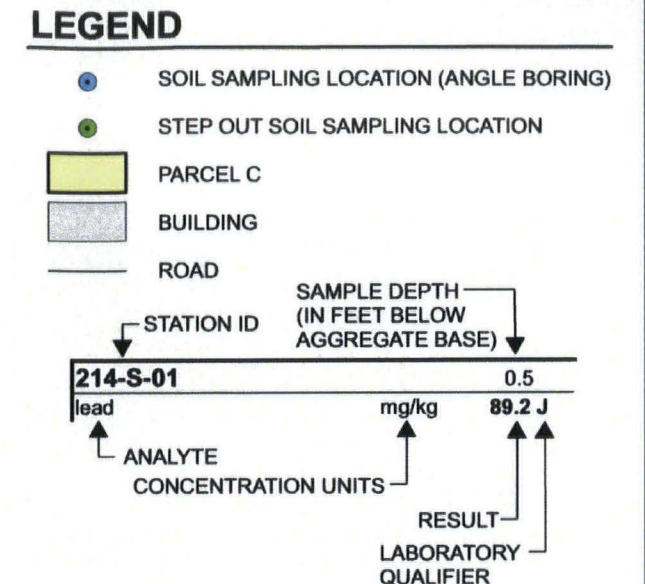 LEGEND
SOIL SAMPLING LOCATION (ANGLE BORING)
STEP OUT SOIL SAMPLING LOCATION
PARCEL C
BUILDING
ROAD
SAMPLE DEPTH
(IN FEET BELOW
AGGREGATE BASE)
STATION ID
214-S-01 0.5
lead mg/kg 89.2 J
ANALYTE
CONCENTRATION UNITS
RESULT
LABORATORY
QUALIFIER